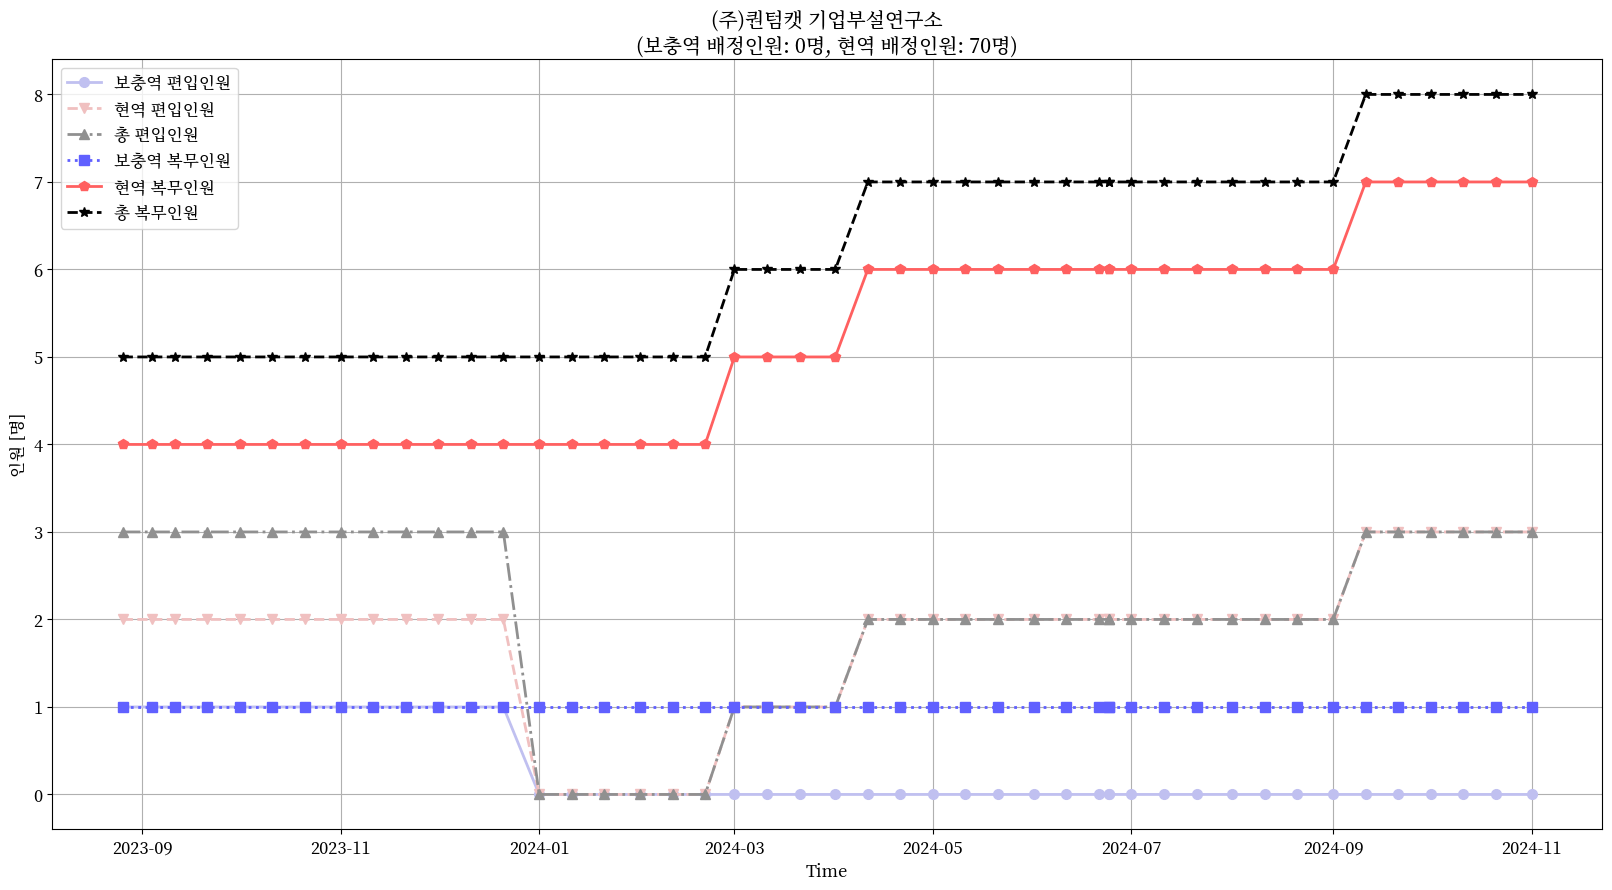 (주)퀀텀캣 기업부설연구소
(보충역 배정인원: 0명, 현역 배정인원: 70명)
보충역 편입인원
현역 편입인원
총 편입인원
보충역 복무인원
현역 복무인원
총 복무인원
8
7
6
5
4
3
2
1
0
인원 [명]
2023-09 2023-11 2024-01 2024-03 2024-05 2024-07 2024-09 2024-11
Time